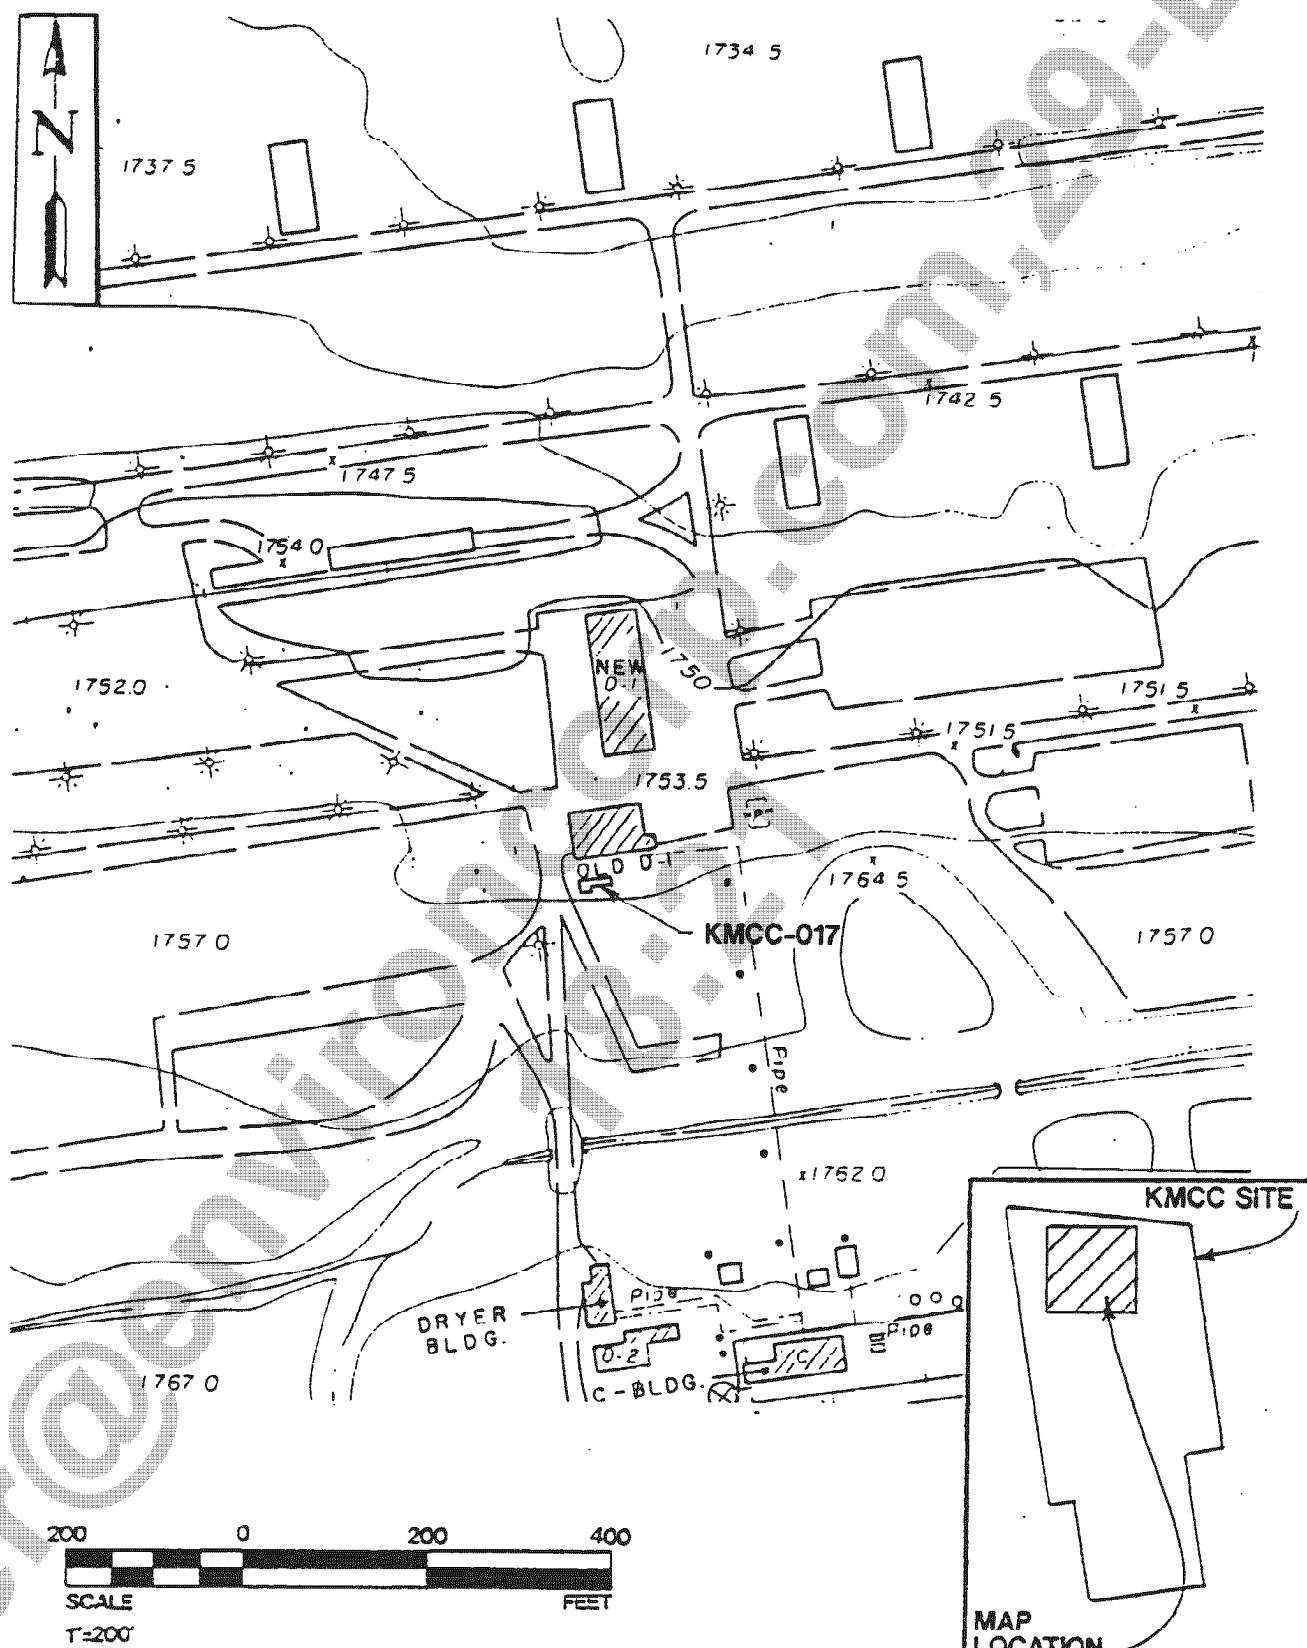 N
1734 5
1737 5
1742 5
1747 5
1754 0
NEW
D-1
1750
1752.0
1751 5
1751 5
1753.5
OLD D-1
1764 5
KMCC-017
1757 0
1757 0
Pipe
1762 0
KMCC SITE
Pipe
DRYER
BLDG.
Pipe
D-2
C
C-BLDG.
1767 0
200 0 200 400
SCALE FEET
1"=200'
MAP
LOCATION